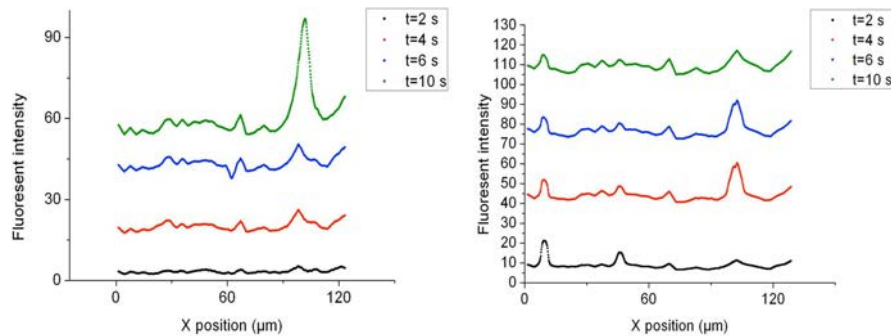 90
60
30
0
Fluoresent intensity
0
60
120
X position (µm)
t=2 s
t=4 s
t=6 s
t=10 s
130
120
110
100
90
80
70
60
50
40
30
20
10
0
Fluoresent intensity
0
60
120
X position (µm)
t=2 s
t=4 s
t=6 s
t=10 s